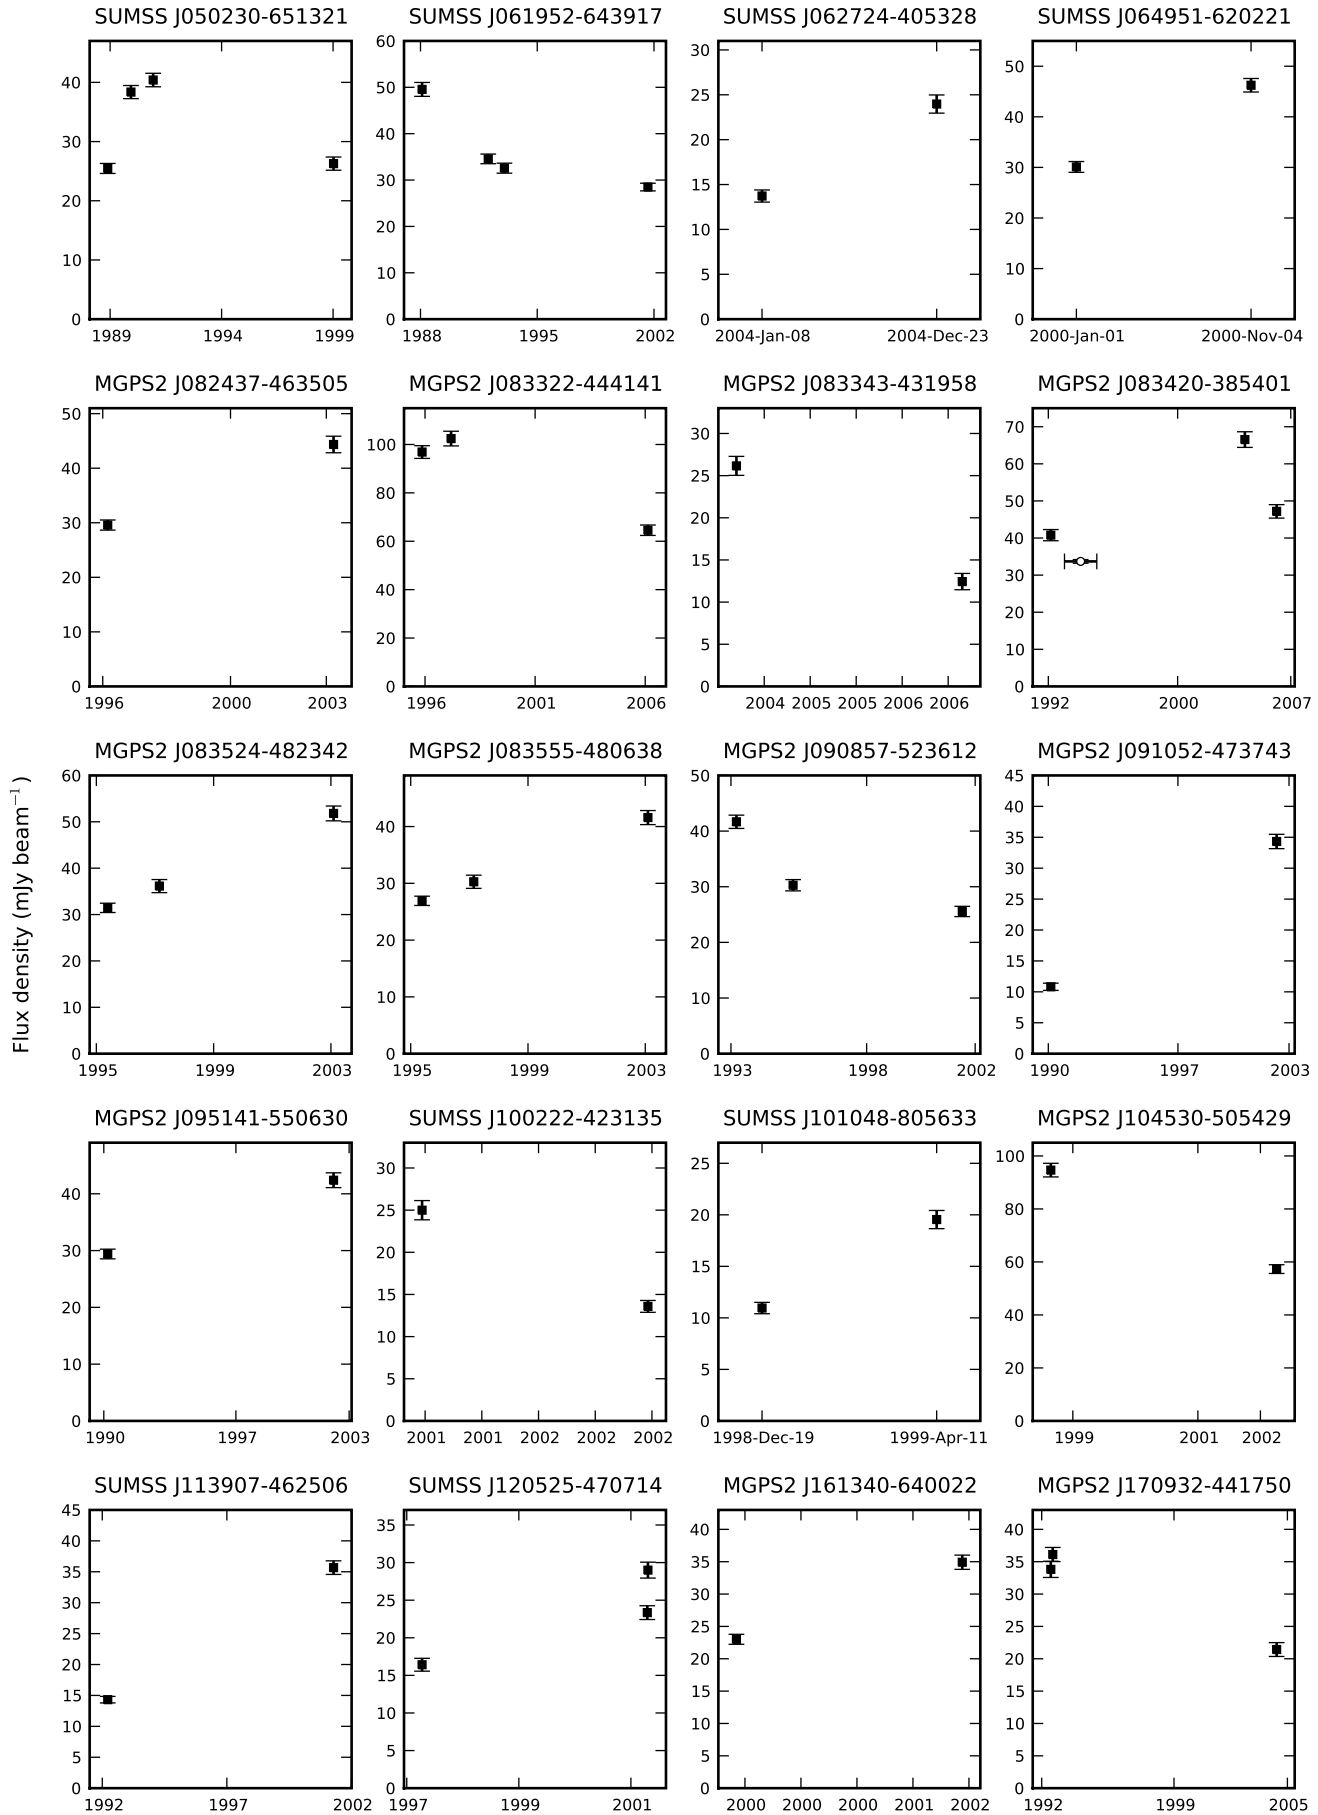 SUMSS J050230-651321 SUMSS J061952-643917 SUMSS J062724-405328 SUMSS J064951-620221
40 30 20 10 0
1989 1994 1999
60 50 40 30 20 10 0
1988 1995 2002
30 25 20 15 10 5 0
2004-Jan-08 2004-Dec-23
50 40 30 20 10 0
2000-Jan-01 2000-Nov-04
MGPS2 J082437-463505 MGPS2 J083322-444141 MGPS2 J083343-431958 MGPS2 J083420-385401
50 40 30 20 10 0
1996 2000 2003
100 80 60 40 20 0
1996 2001 2006
30 25 20 15 10 5 0
2004 2005 2005 2006 2006
70 60 50 40 30 20 10 0
1992 2000 2007
Flux density (mJy beam⁻¹)
MGPS2 J083524-482342 MGPS2 J083555-480638 MGPS2 J090857-523612 MGPS2 J091052-473743
60 50 40 30 20 10 0
1995 1999 2003
40 30 20 10 0
1995 1999 2003
50 40 30 20 10 0
1993 1998 2002
45 40 35 30 25 20 15 10 5 0
1990 1997 2003
MGPS2 J095141-550630 SUMSS J100222-423135 SUMSS J101048-805633 MGPS2 J104530-505429
40 30 20 10 0
1990 1997 2003
30 25 20 15 10 5 0
2001 2001 2002 2002 2002
25 20 15 10 5 0
1998-Dec-19 1999-Apr-11
100 80 60 40 20 0
1999 2001 2002
SUMSS J113907-462506 SUMSS J120525-470714 MGPS2 J161340-640022 MGPS2 J170932-441750
45 40 35 30 25 20 15 10 5 0
1992 1997 2002
35 30 25 20 15 10 5 0
1997 1999 2001
40 35 30 25 20 15 10 5 0
2000 2000 2000 2001 2002
40 35 30 25 20 15 10 5 0
1992 1999 2005